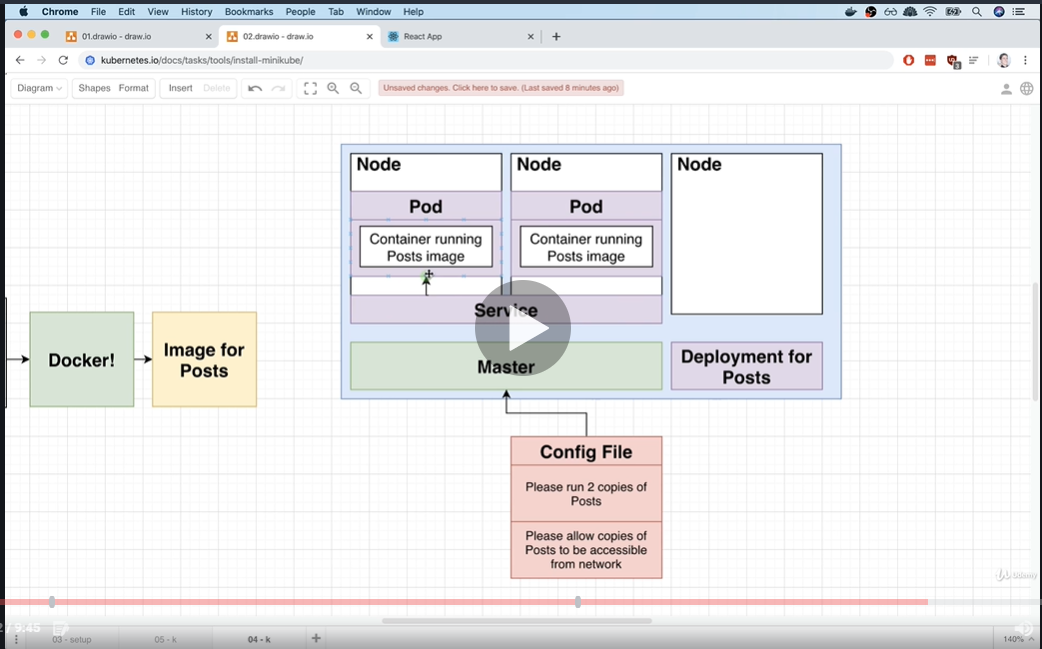 Chrome File Edit View History Bookmarks People Tab Window Help
01.drawio - draw.io
02.drawio - draw.io
React App
kubernetes.io/docs/tasks/tools/install-minikube/
3
Diagram Shapes Format Insert Delete
Unsaved changes. Click here to save. (Last saved 8 minutes ago)
Node
Node
Node
Pod
Pod
Container running
Posts image
Container running
Posts image
Service
Docker!
Image for
Posts
Master
Deployment for
Posts
Config File
Please run 2 copies of
Posts
Please allow copies of
Posts to be accessible
from network
Udemy
/ 9:45
03 - setup
05 - k
04 - k
140%